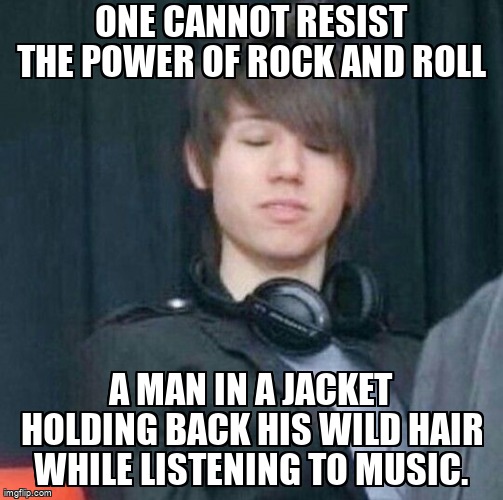 ONE CANNOT RESIST
THE POWER OF ROCK AND ROLL
A MAN IN A JACKET
HOLDING BACK HIS WILD HAIR
WHILE LISTENING TO MUSIC.
imgflip.com